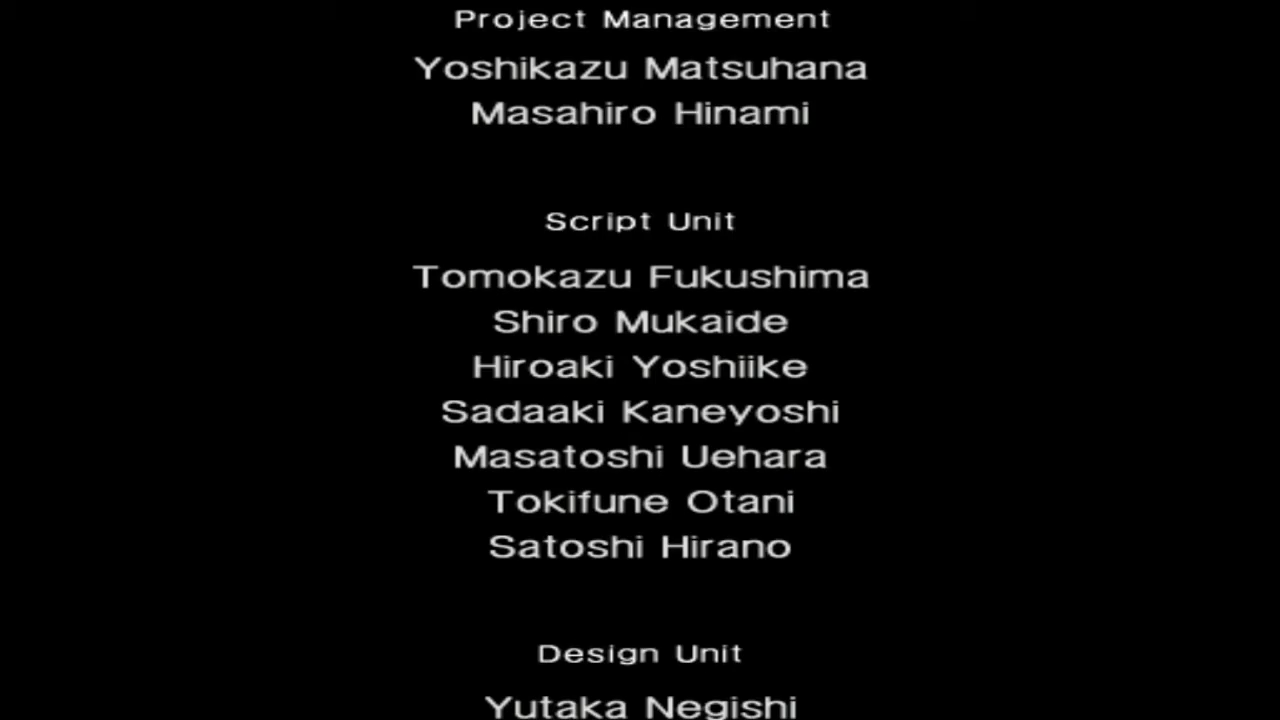 Project Management
Yoshikazu Matsuhana
Masahiro Hinami
Script Unit
Tomokazu Fukushima
Shiro Mukaide
Hiroaki Yoshiike
Sadaaki Kaneyoshi
Masatoshi Uehara
Tokifune Otani
Satoshi Hirano
Design Unit
Yutaka Negishi